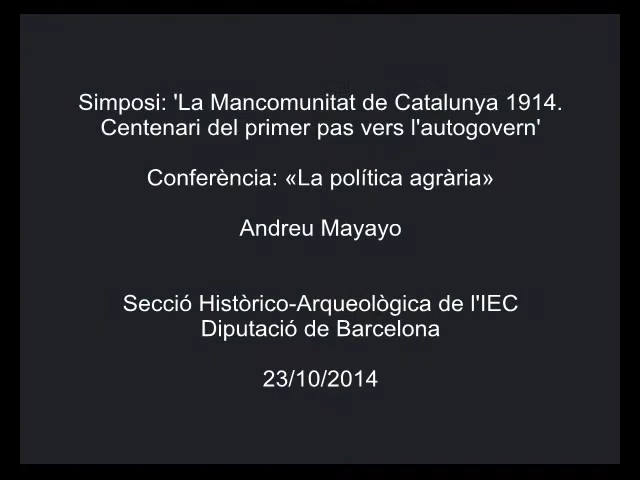 Simposi: 'La Mancomunitat de Catalunya 1914.
Centenari del primer pas vers l'autogovern'
Conferència: «La política agrària»
Andreu Mayayo
Secció Històrico-Arqueològica de l'IEC
Diputació de Barcelona
23/10/2014